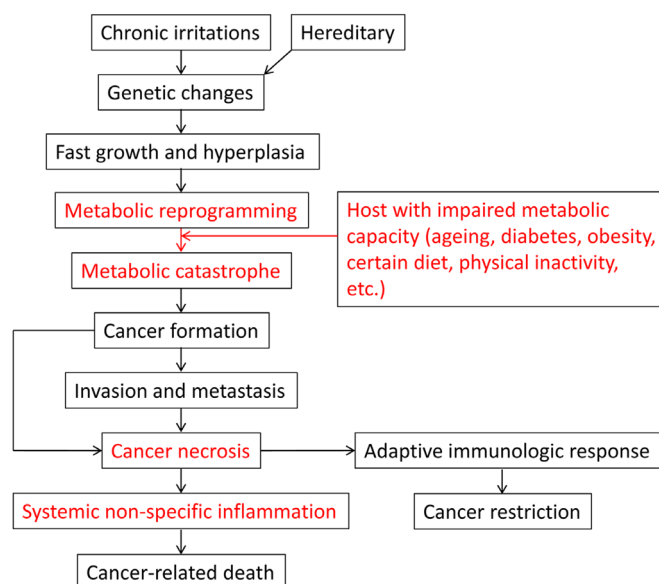 Chronic irritations
Hereditary
Genetic changes
Fast growth and hyperplasia
Metabolic reprogramming
Host with impaired metabolic
capacity (ageing, diabetes, obesity,
certain diet, physical inactivity,
etc.)
Metabolic catastrophe
Cancer formation
Invasion and metastasis
Cancer necrosis
Adaptive immunologic response
Systemic non-specific inflammation
Cancer restriction
Cancer-related death